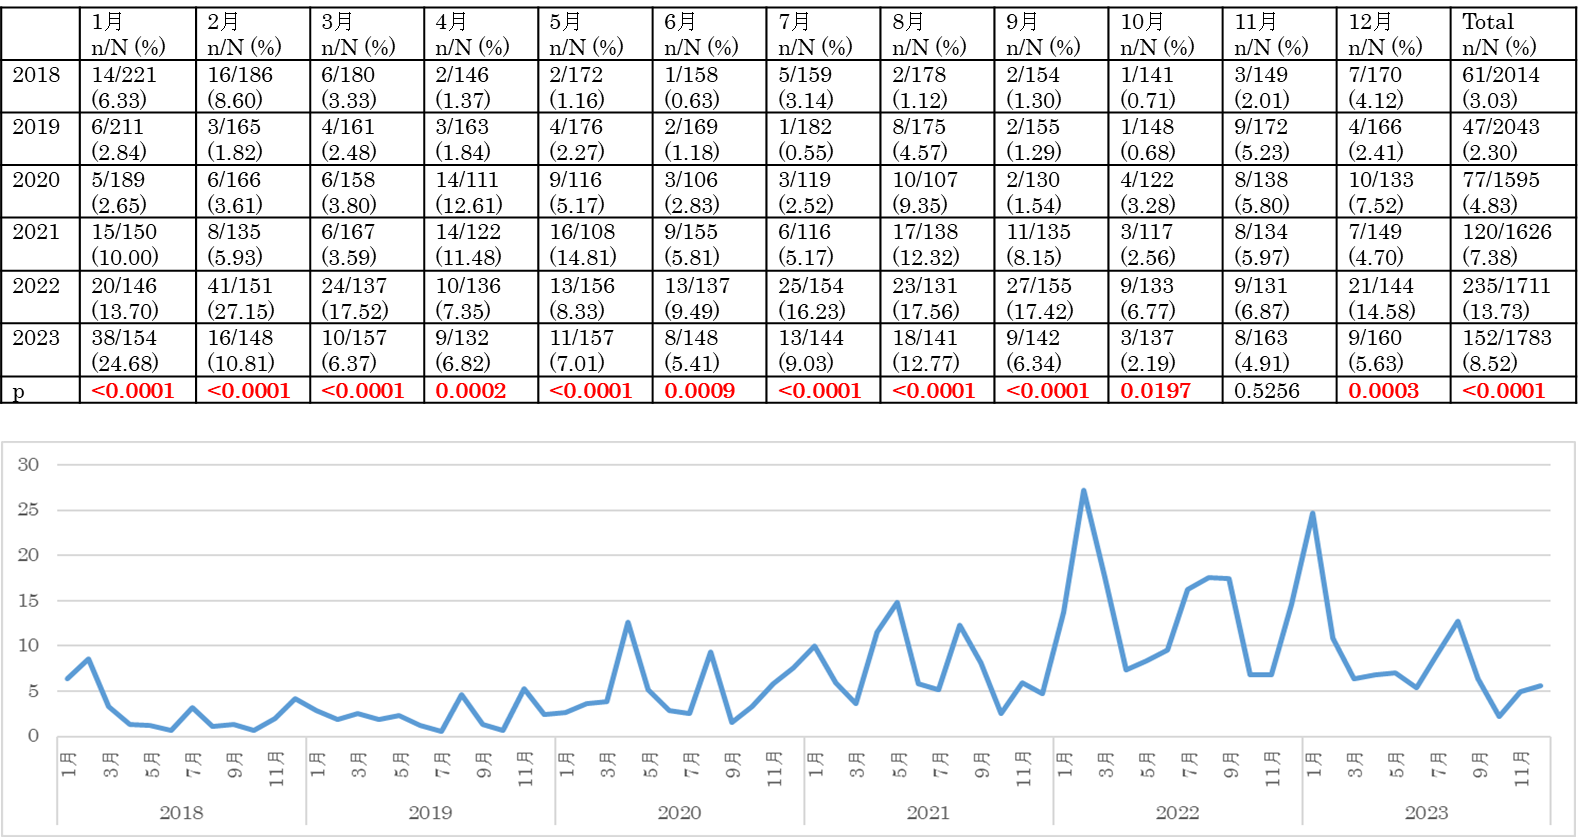 1月 2月 3月 4月 5月 6月 7月 8月 9月 10月 11月 12月 Total
n/N (%) n/N (%) n/N (%) n/N (%) n/N (%) n/N (%) n/N (%) n/N (%) n/N (%) n/N (%) n/N (%) n/N (%) n/N (%)
2018 14/221 16/186 6/180 2/146 2/172 1/158 5/159 2/178 2/154 1/141 3/149 7/170 61/2014
(6.33) (8.60) (3.33) (1.37) (1.16) (0.63) (3.14) (1.12) (1.30) (0.71) (2.01) (4.12) (3.03)
2019 6/211 3/165 4/161 3/163 4/176 2/169 1/182 8/175 2/155 1/148 9/172 4/166 47/2043
(2.84) (1.82) (2.48) (1.84) (2.27) (1.18) (0.55) (4.57) (1.29) (0.68) (5.23) (2.41) (2.30)
2020 5/189 6/166 6/158 14/111 9/116 3/106 3/119 10/107 2/130 4/122 8/138 10/133 77/1595
(2.65) (3.61) (3.80) (12.61) (5.17) (2.83) (2.52) (9.35) (1.54) (3.28) (5.80) (7.52) (4.83)
2021 15/150 8/135 6/167 14/122 16/108 9/155 6/116 17/138 11/135 3/117 8/134 7/149 120/1626
(10.00) (5.93) (3.59) (11.48) (14.81) (5.81) (5.17) (12.32) (8.15) (2.56) (5.97) (4.70) (7.38)
2022 20/146 41/151 24/137 10/136 13/156 13/137 25/154 23/131 27/155 9/133 9/131 21/144 235/1711
(13.70) (27.15) (17.52) (7.35) (8.33) (9.49) (16.23) (17.56) (17.42) (6.77) (6.87) (14.58) (13.73)
2023 38/154 16/148 10/157 9/132 11/157 8/148 13/144 18/141 9/142 3/137 8/163 9/160 152/1783
(24.68) (10.81) (6.37) (6.82) (7.01) (5.41) (9.03) (12.77) (6.34) (2.19) (4.91) (5.63) (8.52)
p <0.0001 <0.0001 <0.0001 0.0002 <0.0001 0.0009 <0.0001 <0.0001 <0.0001 0.0197 0.5256 0.0003 <0.0001
30
25
20
15
10
5
0
1月 3月 5月 7月 9月 11月 1月 3月 5月 7月 9月 11月 1月 3月 5月 7月 9月 11月 1月 3月 5月 7月 9月 11月 1月 3月 5月 7月 9月 11月 1月 3月 5月 7月 9月 11月
2018 2019 2020 2021 2022 2023